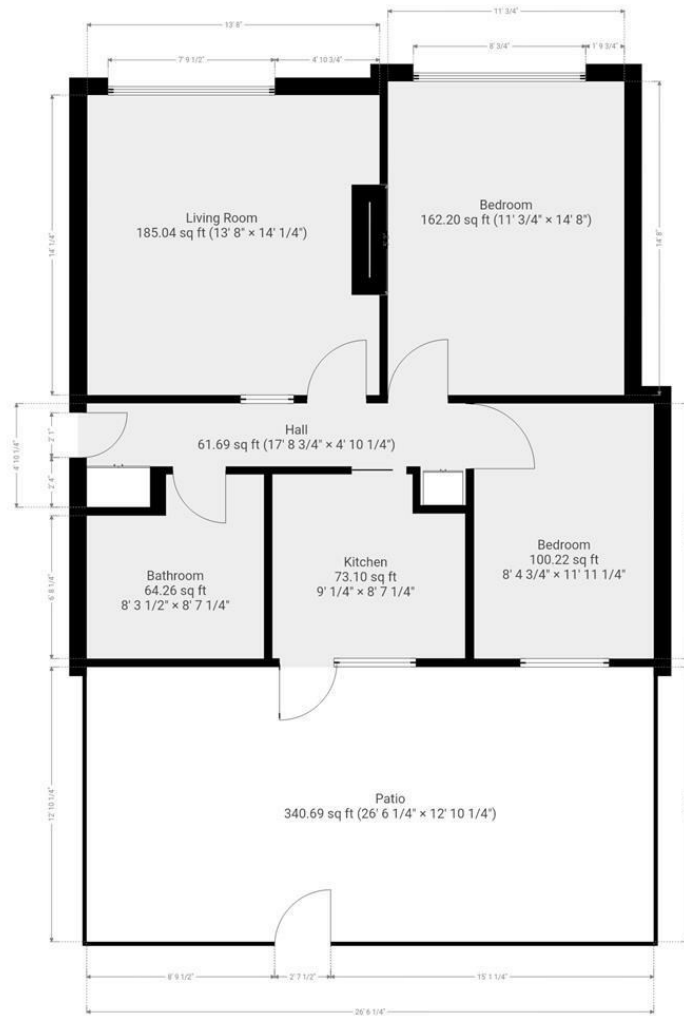 11' 3/4"
13' 8"
8' 3/4"
1' 9 3/4"
7' 9 1/2"
4' 10 3/4"
Bedroom
162.20 sq ft (11' 3/4" × 14' 8")
Living Room
185.04 sq ft (13' 8" × 14' 1/4")
14' 1/4"
14' 8"
Hall
61.69 sq ft (17' 8 3/4" × 4' 10 1/4")
4' 10 1/4"
2' 1"
2' 4"
Bedroom
100.22 sq ft
8' 4 3/4" × 11' 11 1/4"
Kitchen
73.10 sq ft
9' 1/4" × 8' 7 1/4"
Bathroom
64.26 sq ft
8' 3 1/2" × 8' 7 1/4"
6' 8 1/4"
Patio
340.69 sq ft (26' 6 1/4" × 12' 10 1/4")
12' 10 1/4"
8' 9 1/2"
2' 7 1/2"
15' 1 1/4"
26' 6 1/4"